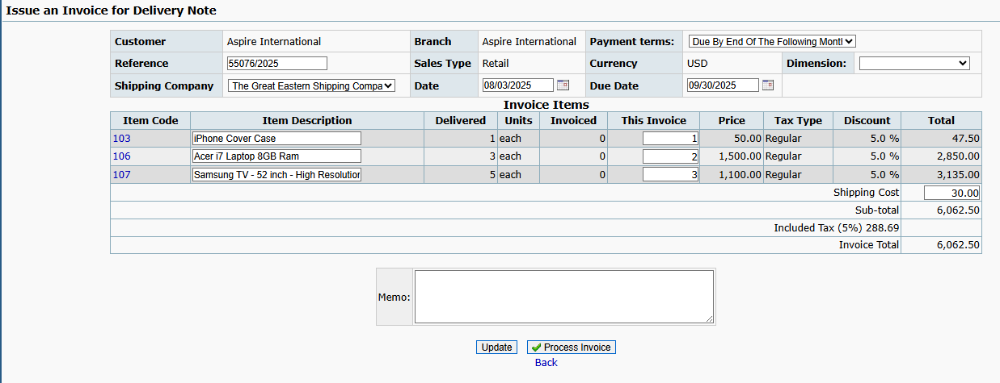 Issue an Invoice for Delivery Note
Customer Aspire International Branch Aspire International Payment terms: Due By End Of The Following Montl
Reference 55076/2025 Sales Type Retail Currency USD Dimension:
Shipping Company The Great Eastern Shipping Compa Date 08/03/2025 Due Date 09/30/2025
Invoice Items
Item Code Item Description Delivered Units Invoiced This Invoice Price Tax Type Discount Total
103 iPhone Cover Case 1 each 0 1 50.00 Regular 5.0 % 47.50
106 Acer i7 Laptop 8GB Ram 3 each 0 2 1,500.00 Regular 5.0 % 2,850.00
107 Samsung TV - 52 inch - High Resolution 5 each 0 3 1,100.00 Regular 5.0 % 3,135.00
Shipping Cost 30.00
Sub-total 6,062.50
Included Tax (5%) 288.69
Invoice Total 6,062.50
Memo:
Update Process Invoice
Back